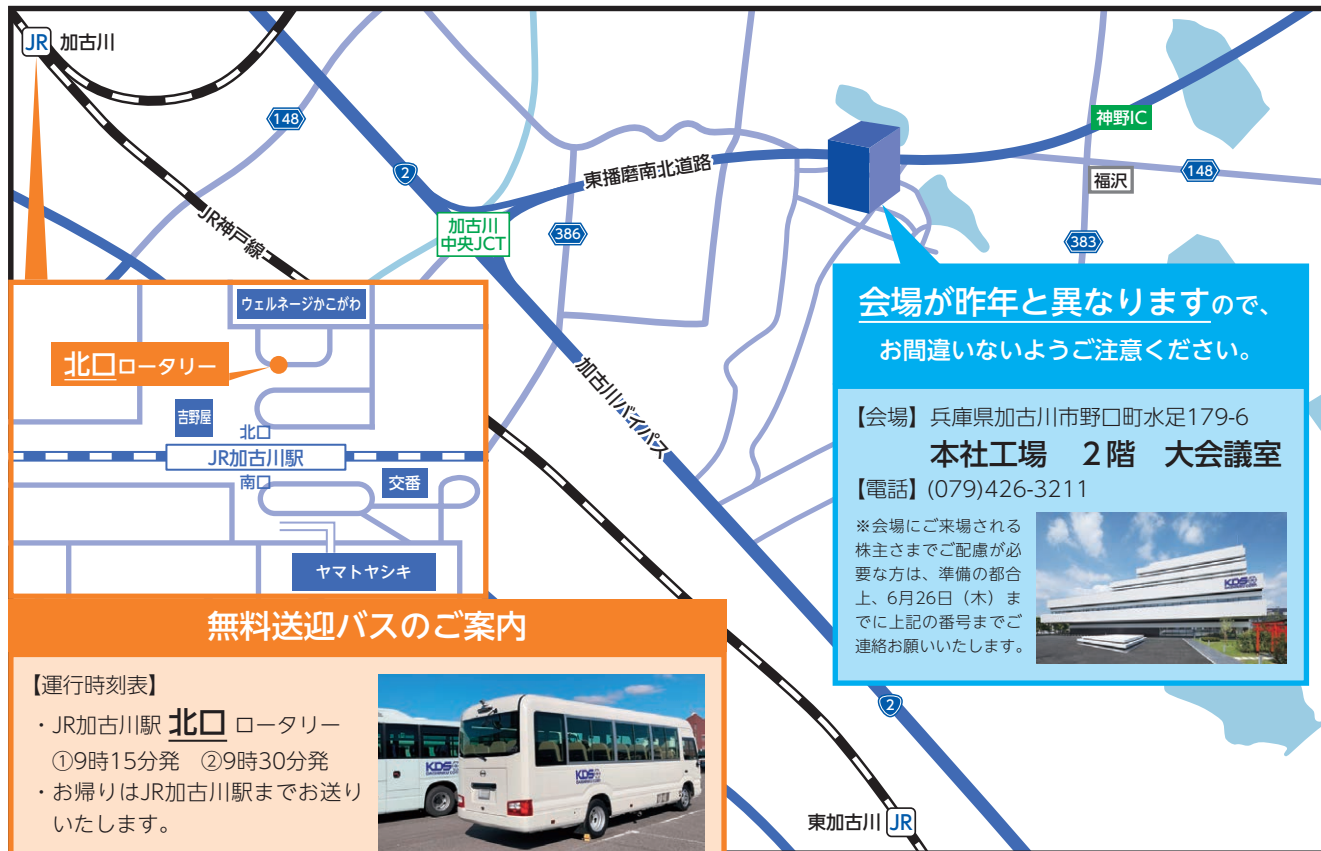 JR 加古川
148
2
東播磨南北道路
神野IC
福沢
148
JR神戸線
加古川
中央JCT
386
383
ウェルネージかこがわ
北口ロータリー
吉野屋
北口
JR加古川駅
南口
交番
ヤマトヤシキ
加古川バイパス
会場が昨年と異なりますので、
お間違いないようご注意ください。
【会場】兵庫県加古川市野口町水足179-6
本社工場 2階 大会議室
【電話】(079)426-3211
※会場にご来場される
株主さまでご配慮が必
要な方は、準備の都合
上、6月26日（木）ま
でに上記の番号までご
連絡お願いいたします。
KDS
無料送迎バスのご案内
【運行時刻表】
・JR加古川駅 北口 ロータリー
①9時15分発 ②9時30分発
・お帰りはJR加古川駅までお送り
いたします。
KDS
KDS
2
東加古川 JR